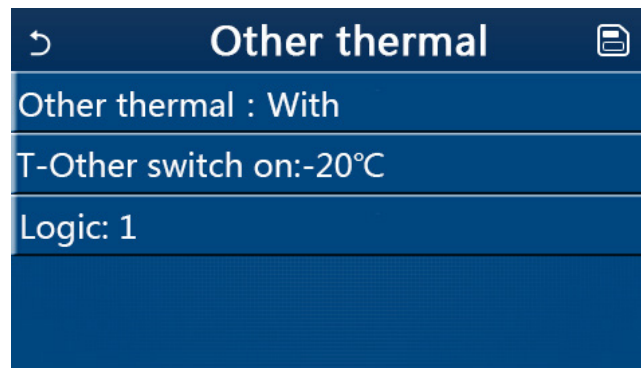 Other thermal
Other thermal : With
T-Other switch on:-20℃
Logic: 1